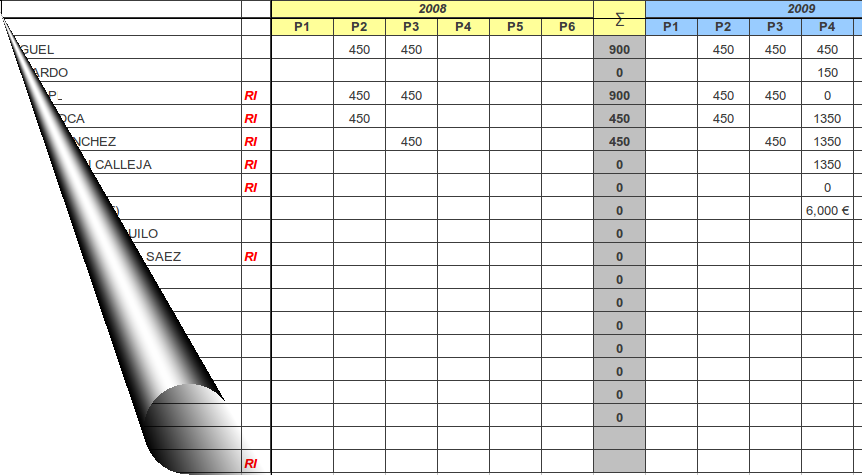 2008 ∑ 2009
P1 P2 P3 P4 P5 P6 P1 P2 P3 P4
GUEL 450 450 900 450 450 450
ARDO 0 150
P_ RI 450 450 900 450 450 0
OCA RI 450 450 450 1350
NCHEZ RI 450 450 450 1350
CALLEJA RI 0 1350
RI 0 0
) 0 6,000 €
UILO 0
SAEZ RI 0
0
0
0
0
0
0
0
RI